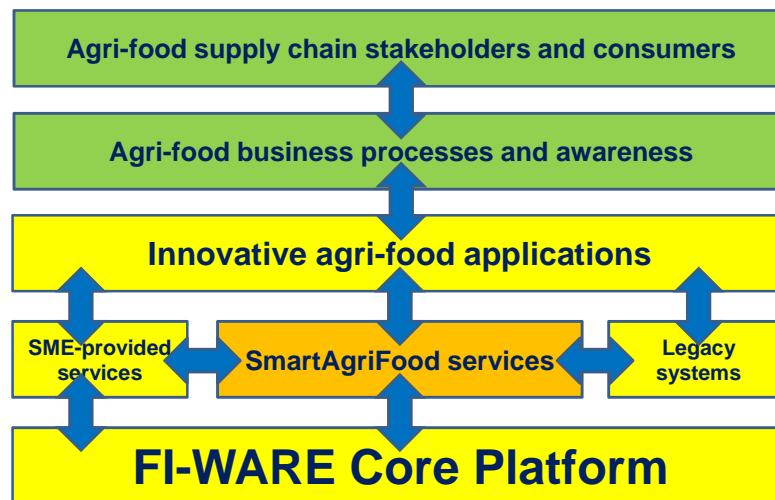 Agri-food supply chain stakeholders and consumers
Agri-food business processes and awareness
Innovative agri-food applications
SME-provided
services
SmartAgriFood services
Legacy
systems
FI-WARE Core Platform